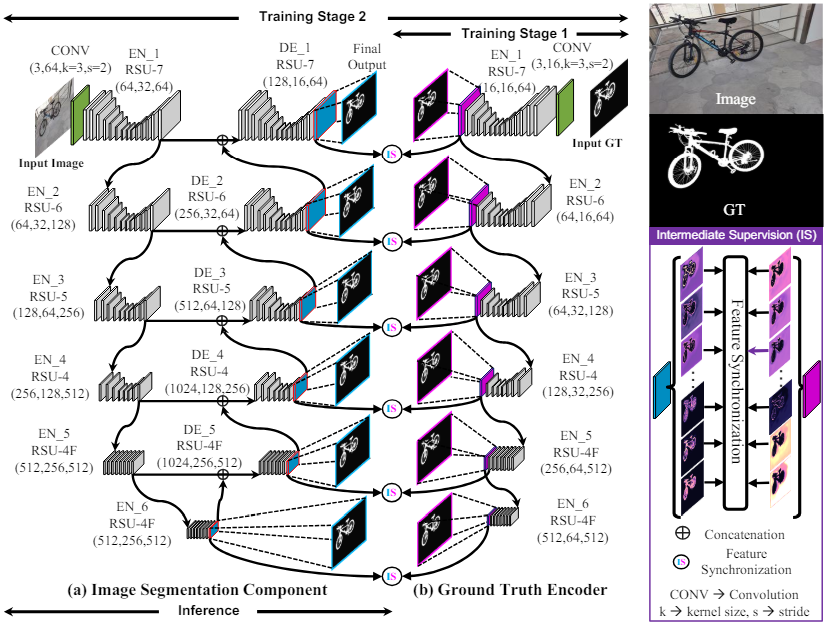 Training Stage 2
Training Stage 1
CONV
(3,64,k=3,s=2)
EN_1
RSU-7
(64,32,64)
DE_1
RSU-7
(128,16,64)
Final
Output
EN_1
RSU-7
(16,16,64)
CONV
(3,16,k=3,s=2)
Input Image
IS
Input GT
EN_2
RSU-6
(64,32,128)
DE_2
RSU-6
(256,32,64)
IS
EN_2
RSU-6
(64,16,64)
EN_3
RSU-5
(128,64,256)
DE_3
RSU-5
(512,64,128)
IS
EN_3
RSU-5
(64,32,128)
EN_4
RSU-4
(256,128,512)
DE_4
RSU-4
(1024,128,256)
IS
EN_4
RSU-4
(128,32,256)
EN_5
RSU-4F
(512,256,512)
DE_5
RSU-4F
(1024,256,512)
IS
EN_5
RSU-4F
(256,64,512)
EN_6
RSU-4F
(512,256,512)
IS
EN_6
RSU-4F
(512,64,512)
(a) Image Segmentation Component
(b) Ground Truth Encoder
Inference
Image
GT
Intermediate Supervision (IS)
Feature Synchronization
Concatenation
IS
Feature
Synchronization
CONV → Convolution
k → kernel size, s → stride